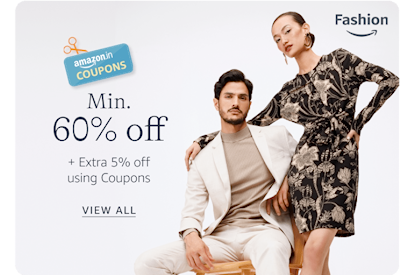 Fashion
amazon.in
COUPONS
Min.
60% off
+ Extra 5% off
using Coupons
VIEW ALL